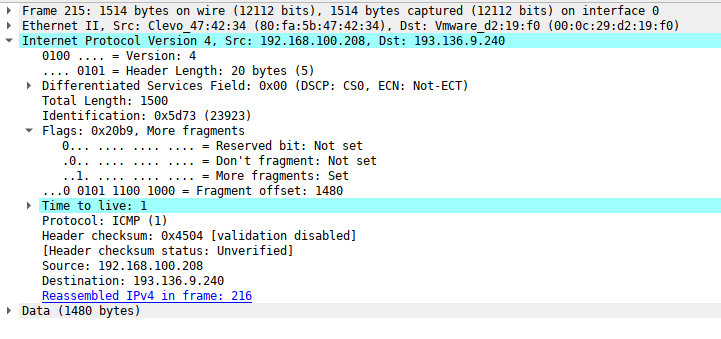 Frame 215: 1514 bytes on wire (12112 bits), 1514 bytes captured (12112 bits) on interface 0
Ethernet II, Src: Clevo_47:42:34 (80:fa:5b:47:42:34), Dst: Vmware_d2:19:f0 (00:0c:29:d2:19:f0)
Internet Protocol Version 4, Src: 192.168.100.208, Dst: 193.136.9.240
0100 .... = Version: 4
.... 0101 = Header Length: 20 bytes (5)
Differentiated Services Field: 0x00 (DSCP: CS0, ECN: Not-ECT)
Total Length: 1500
Identification: 0x5d73 (23923)
Flags: 0x20b9, More fragments
0... .... .... .... = Reserved bit: Not set
.0.. .... .... .... = Don't fragment: Not set
..1. .... .... .... = More fragments: Set
...0 0101 1100 1000 = Fragment offset: 1480
Time to live: 1
Protocol: ICMP (1)
Header checksum: 0x4504 [validation disabled]
[Header checksum status: Unverified]
Source: 192.168.100.208
Destination: 193.136.9.240
Reassembled IPv4 in frame: 216
Data (1480 bytes)